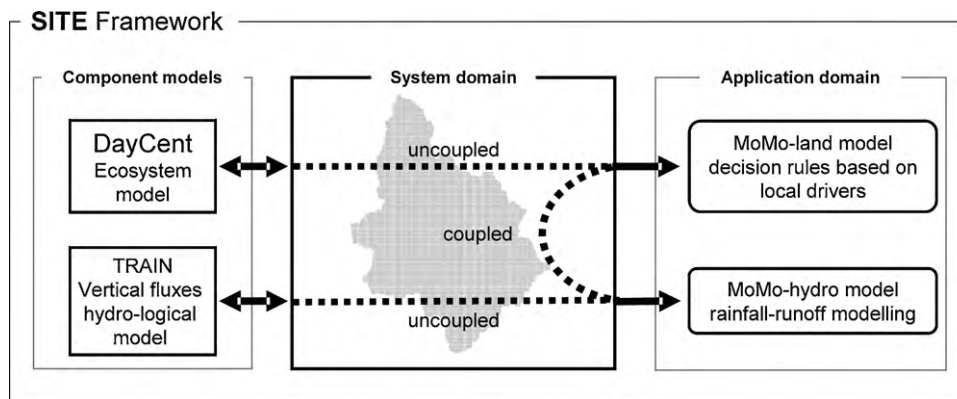 SITE Framework
Component models
DayCent
Ecosystem
model
TRAIN
Vertical fluxes
hydro-logical
model
System domain
uncoupled
coupled
uncoupled
Application domain
MoMo-land model
decision rules based on
local drivers
MoMo-hydro model
rainfall-runoff modelling